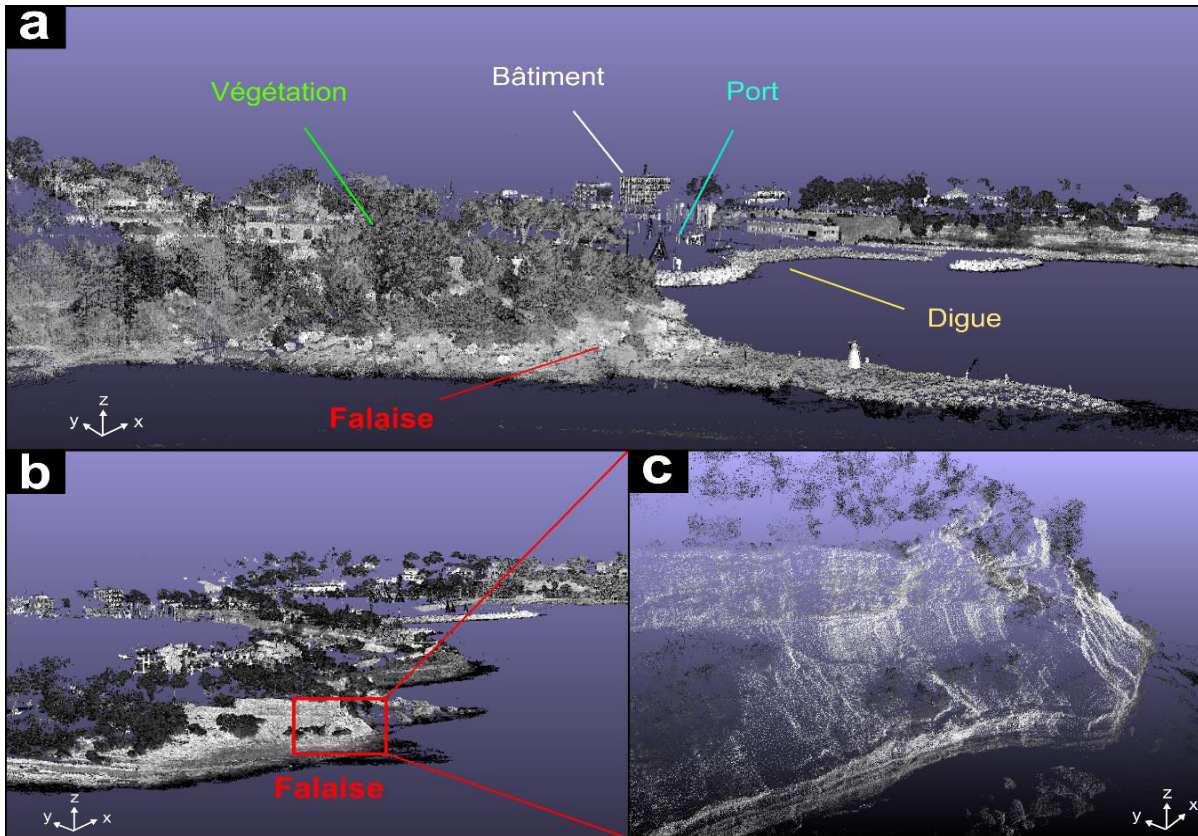 a
Végétation
Bâtiment
Port
Digue
Falaise
z
y x
b
Falaise
z
y x
c
z
y x